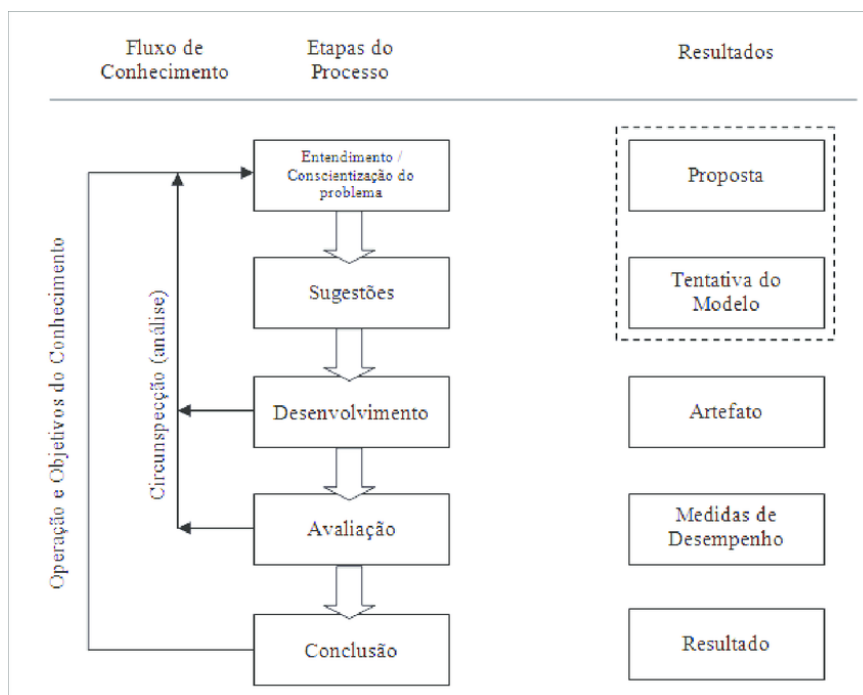 Fluxo de
Conhecimento
Etapas do
Processo
Resultados
Operação e Objetivos do Conhecimento
Circunspecção (análise)
Entendimento /
Conscientização do
problema
Proposta
Sugestões
Tentativa do
Modelo
Desenvolvimento
Artefato
Avaliação
Medidas de
Desempenho
Conclusão
Resultado